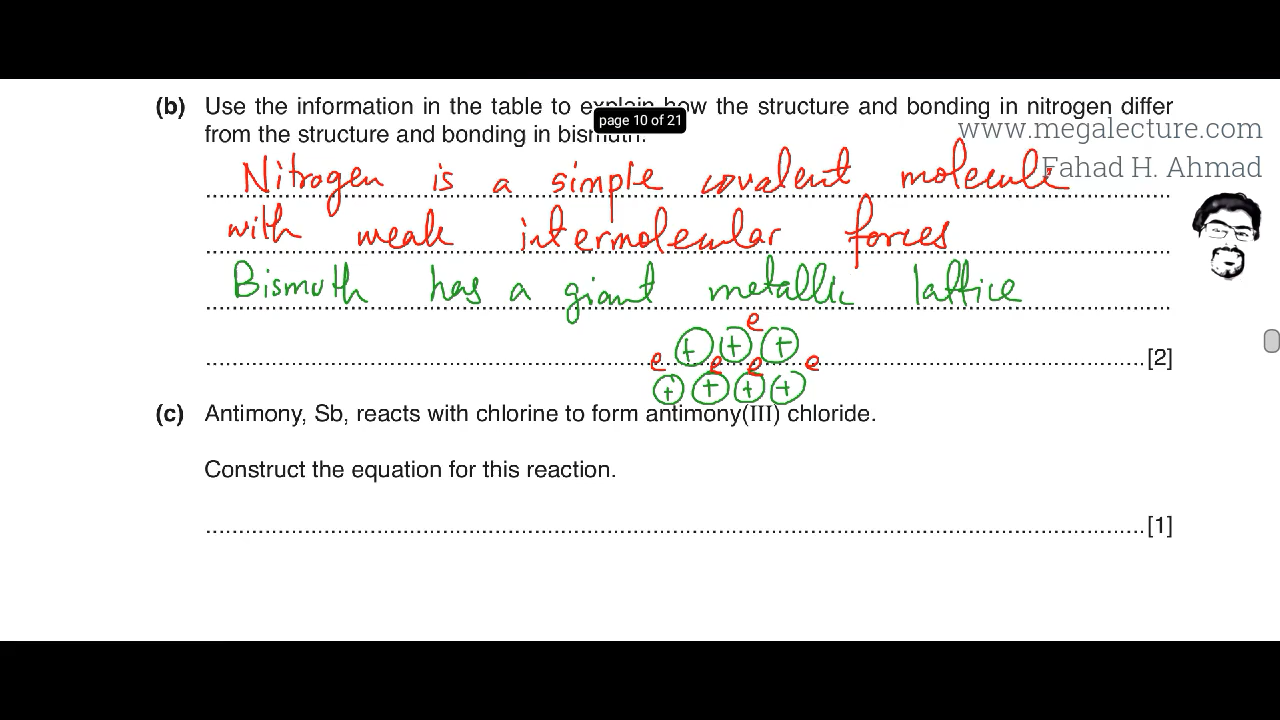 (b) Use the information in the table to explain how the structure and bonding in nitrogen differ
page 10 of 21
from the structure and bonding in bismuth.
www.megalecture.com
Fahad H. Ahmad
Nitrogen is a simple covalent molecule
with weak intermolecular forces
Bismuth has a giant metallic lattice
e
+ + +
e e e e
[2]
+ + + +
(c) Antimony, Sb, reacts with chlorine to form antimony(III) chloride.
Construct the equation for this reaction.
[1]